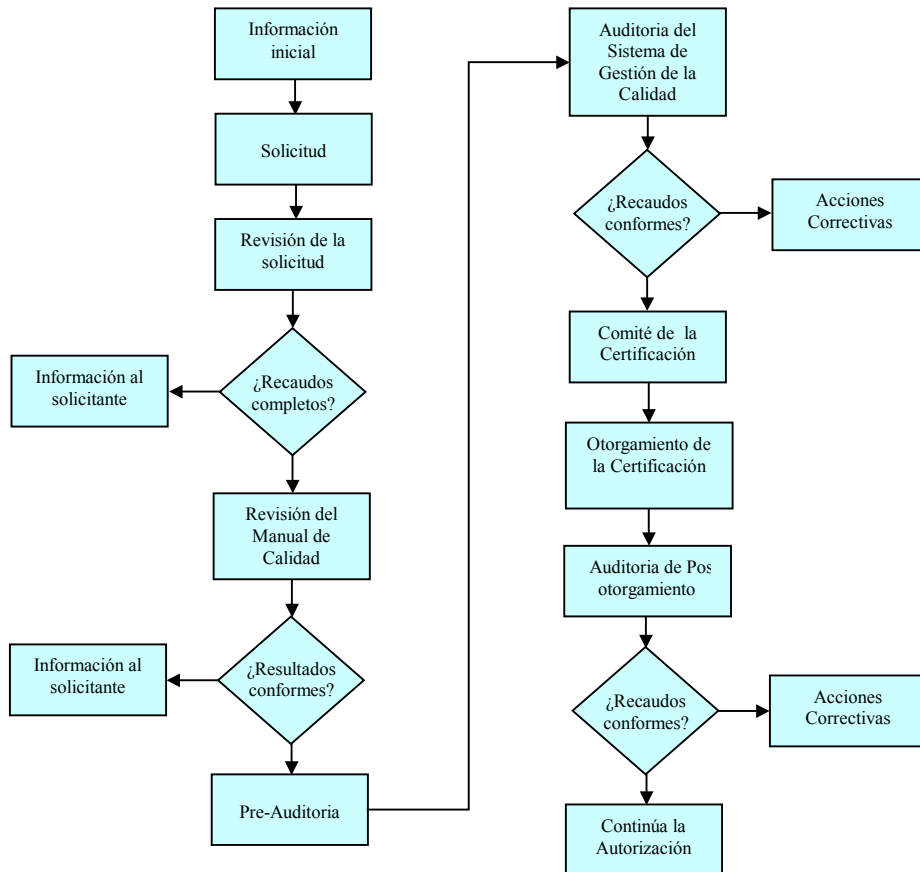 Información
inicial
Solicitud
Revisión de la
solicitud
¿Recaudos
completos?
Información al
solicitante
Revisión del
Manual de
Calidad
¿Resultados
conformes?
Información al
solicitante
Pre-Auditoria
Auditoria del
Sistema de
Gestión de la
Calidad
¿Recaudos
conformes?
Acciones
Correctivas
Comité de la
Certificación
Otorgamiento de
la Certificación
Auditoria de Pos
otorgamiento
¿Recaudos
conformes?
Acciones
Correctivas
Continúa la
Autorización